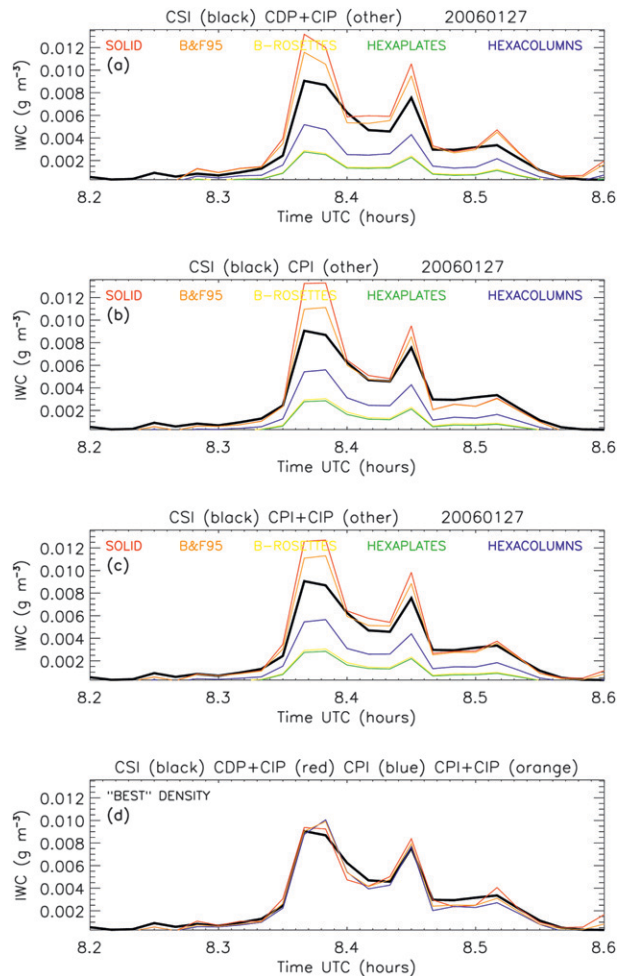 CSI (black) CDP+CIP (other) 20060127
SOLID B&F95 B-ROSETTES HEXAPLATES HEXACOLUMNS
(a)
IWC (g m⁻³)
0.012
0.010
0.008
0.006
0.004
0.002
8.2 8.3 8.4 8.5 8.6
Time UTC (hours)
CSI (black) CPI (other) 20060127
SOLID B&F95 B-ROSETTES HEXAPLATES HEXACOLUMNS
(b)
IWC (g m⁻³)
0.012
0.010
0.008
0.006
0.004
0.002
8.2 8.3 8.4 8.5 8.6
Time UTC (hours)
CSI (black) CPI+CIP (other) 20060127
SOLID B&F95 B-ROSETTES HEXAPLATES HEXACOLUMNS
(c)
IWC (g m⁻³)
0.012
0.010
0.008
0.006
0.004
0.002
8.2 8.3 8.4 8.5 8.6
Time UTC (hours)
CSI (black) CDP+CIP (red) CPI (blue) CPI+CIP (orange)
"BEST" DENSITY
(d)
IWC (g m⁻³)
0.012
0.010
0.008
0.006
0.004
0.002
8.2 8.3 8.4 8.5 8.6
Time UTC (hours)